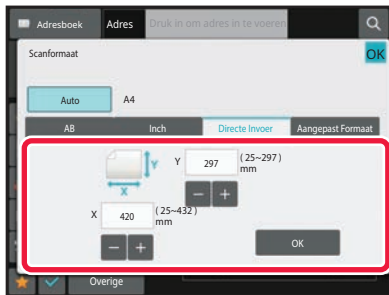 Adresboek Adres Druk in om adres in te voeren
Scanformaat OK
Auto A4
AB Inch Directe Invoer Aangepast Formaat
Y Y 297 (25~297) mm
X
X 420 (25~432) mm
OK
Overige